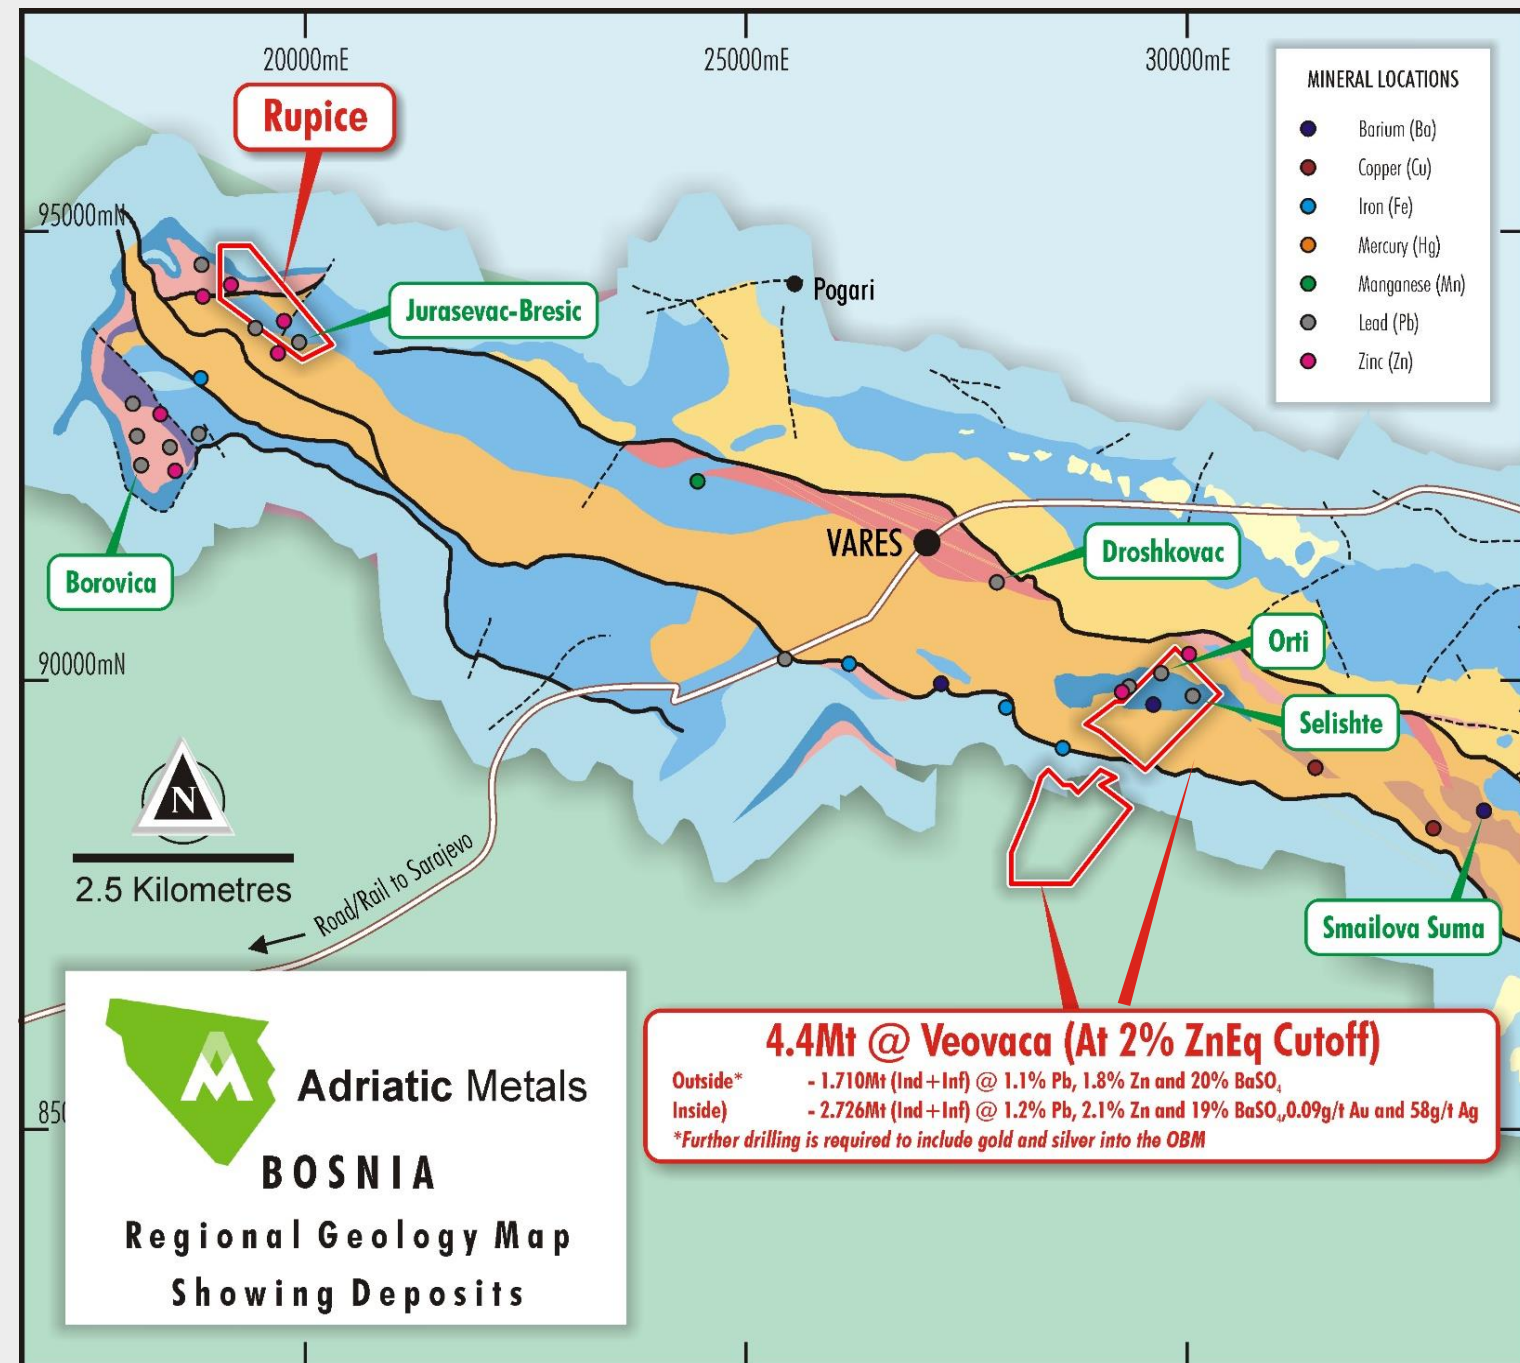 20000mE
25000mE
30000mE
MINERAL LOCATIONS
Barium (Ba)
Copper (Cu)
Iron (Fe)
Mercury (Hg)
Manganese (Mn)
Lead (Pb)
Zinc (Zn)
Rupice
95000mN
Jurasevac-Bresic
Pogari
VARES
Droshkovac
Borovica
Orti
90000mN
Selishte
N
2.5 Kilometres
Road/Rail to Sarajevo
Smailova Suma
4.4Mt @ Veovaca (At 2% ZnEq Cutoff)
Outside* - 1.710Mt (Ind+Inf) @ 1.1% Pb, 1.8% Zn and 20% BaSO₄
Inside) - 2.726Mt (Ind+Inf) @ 1.2% Pb, 2.1% Zn and 19% BaSO₄,0.09g/t Au and 58g/t Ag
*Further drilling is required to include gold and silver into the OBM
Adriatic Metals
BOSNIA
Regional Geology Map
Showing Deposits